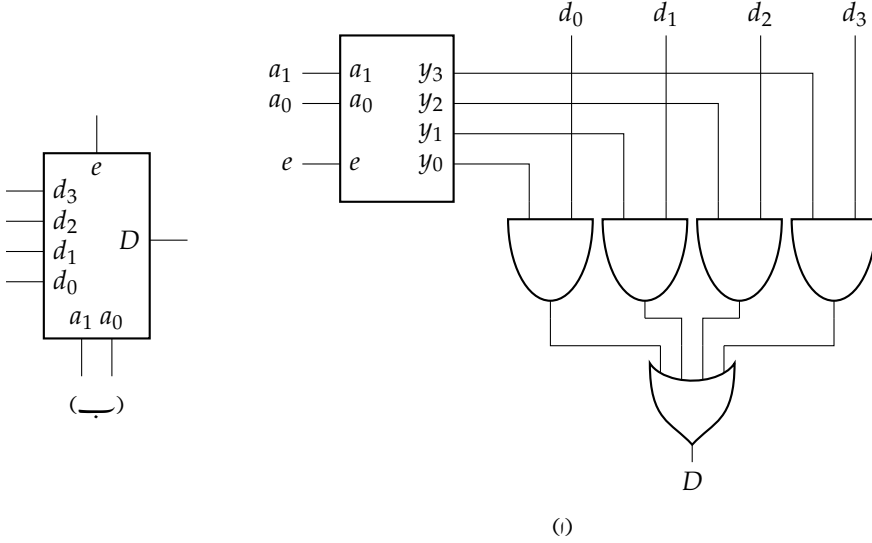 d₀ d₁ d₂ d₃
a₁ a₁ y₃
a₀ a₀ y₂
y₁
e e y₀
e
d₃
d₂
d₁
d₀
D
a₁ a₀
(ب)
D
(ا)